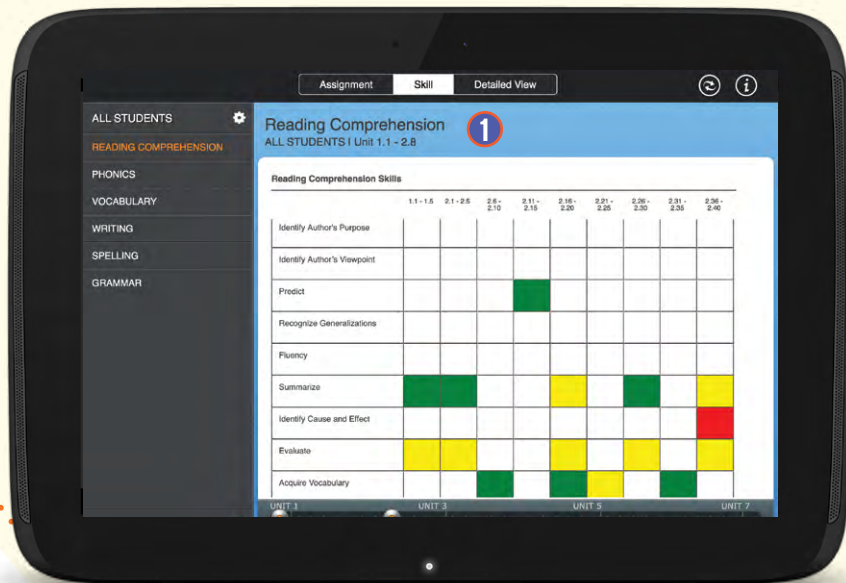 Assignment
Skill
Detailed View
ALL STUDENTS
READING COMPREHENSION
PHONICS
VOCABULARY
WRITING
SPELLING
GRAMMAR
Reading Comprehension
1
ALL STUDENTS I Unit 1.1 - 2.8
Reading Comprehension Skills
1.1 - 1.5 2.1 - 2.5 2.6 - 2.10 2.11 - 2.15 2.16 - 2.20 2.21 - 2.25 2.26 - 2.30 2.31 - 2.35 2.36 - 2.40
Identify Author's Purpose
Identify Author's Viewpoint
Predict
Recognize Generalizations
Fluency
Summarize
Identify Cause and Effect
Evaluate
Acquire Vocabulary
UNIT 1 UNIT 3 UNIT 5 UNIT 7